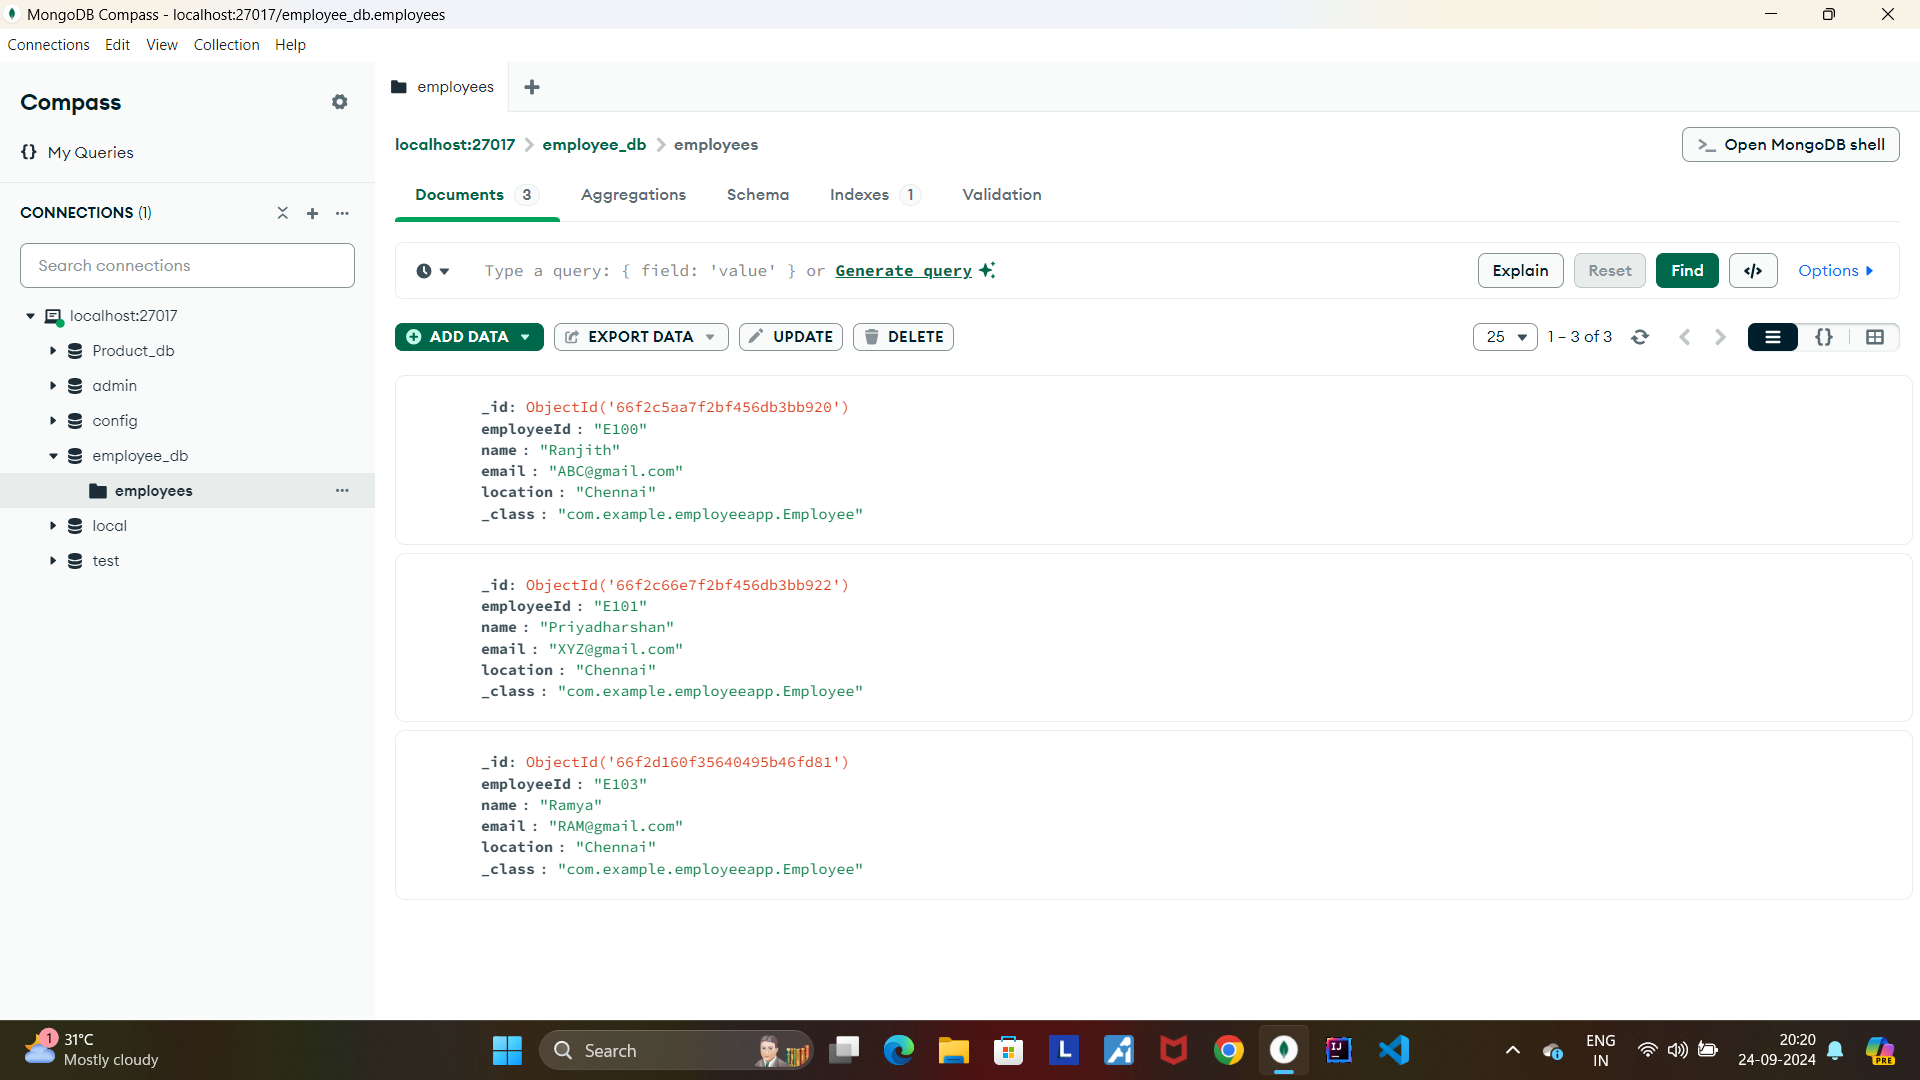 MongoDB Compass - localhost:27017/employee_db.employees
Connections Edit View Collection Help
Compass
{} My Queries
CONNECTIONS (1)
Search connections
localhost:27017
Product_db
admin
config
employee_db
employees
local
test
employees
localhost:27017 > employee_db > employees
Open MongoDB shell
Documents 3 Aggregations Schema Indexes 1 Validation
Type a query: { field: 'value' } or Generate query
Explain Reset Find </> Options
ADD DATA EXPORT DATA UPDATE DELETE
25 1 – 3 of 3 {}
_id: ObjectId('66f2c5aa7f2bf456db3bb920')
employeeId : "E100"
name : "Ranjith"
email : "ABC@gmail.com"
location : "Chennai"
_class : "com.example.employeeapp.Employee"
_id: ObjectId('66f2c66e7f2bf456db3bb922')
employeeId : "E101"
name : "Priyadharshan"
email : "XYZ@gmail.com"
location : "Chennai"
_class : "com.example.employeeapp.Employee"
_id: ObjectId('66f2d160f35640495b46fd81')
employeeId : "E103"
name : "Ramya"
email : "RAM@gmail.com"
location : "Chennai"
_class : "com.example.employeeapp.Employee"
1 31°C
Mostly cloudy
Search
L
IJ
ENG
IN
20:20
24-09-2024
PRE